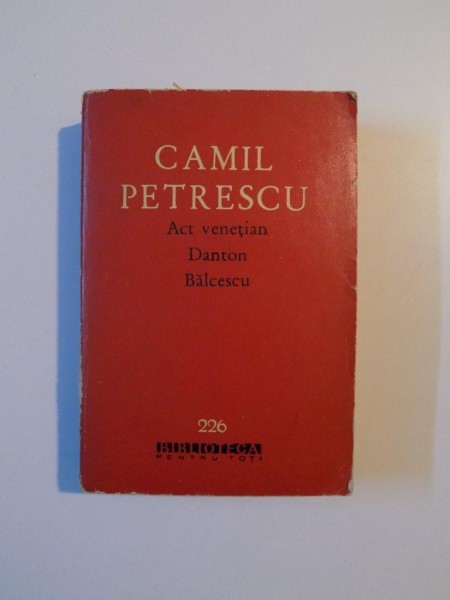 CAMIL
PETRESCU
Act venețian
Danton
Bălcescu
226
BIBLIOTECA
PENTRU TOȚI